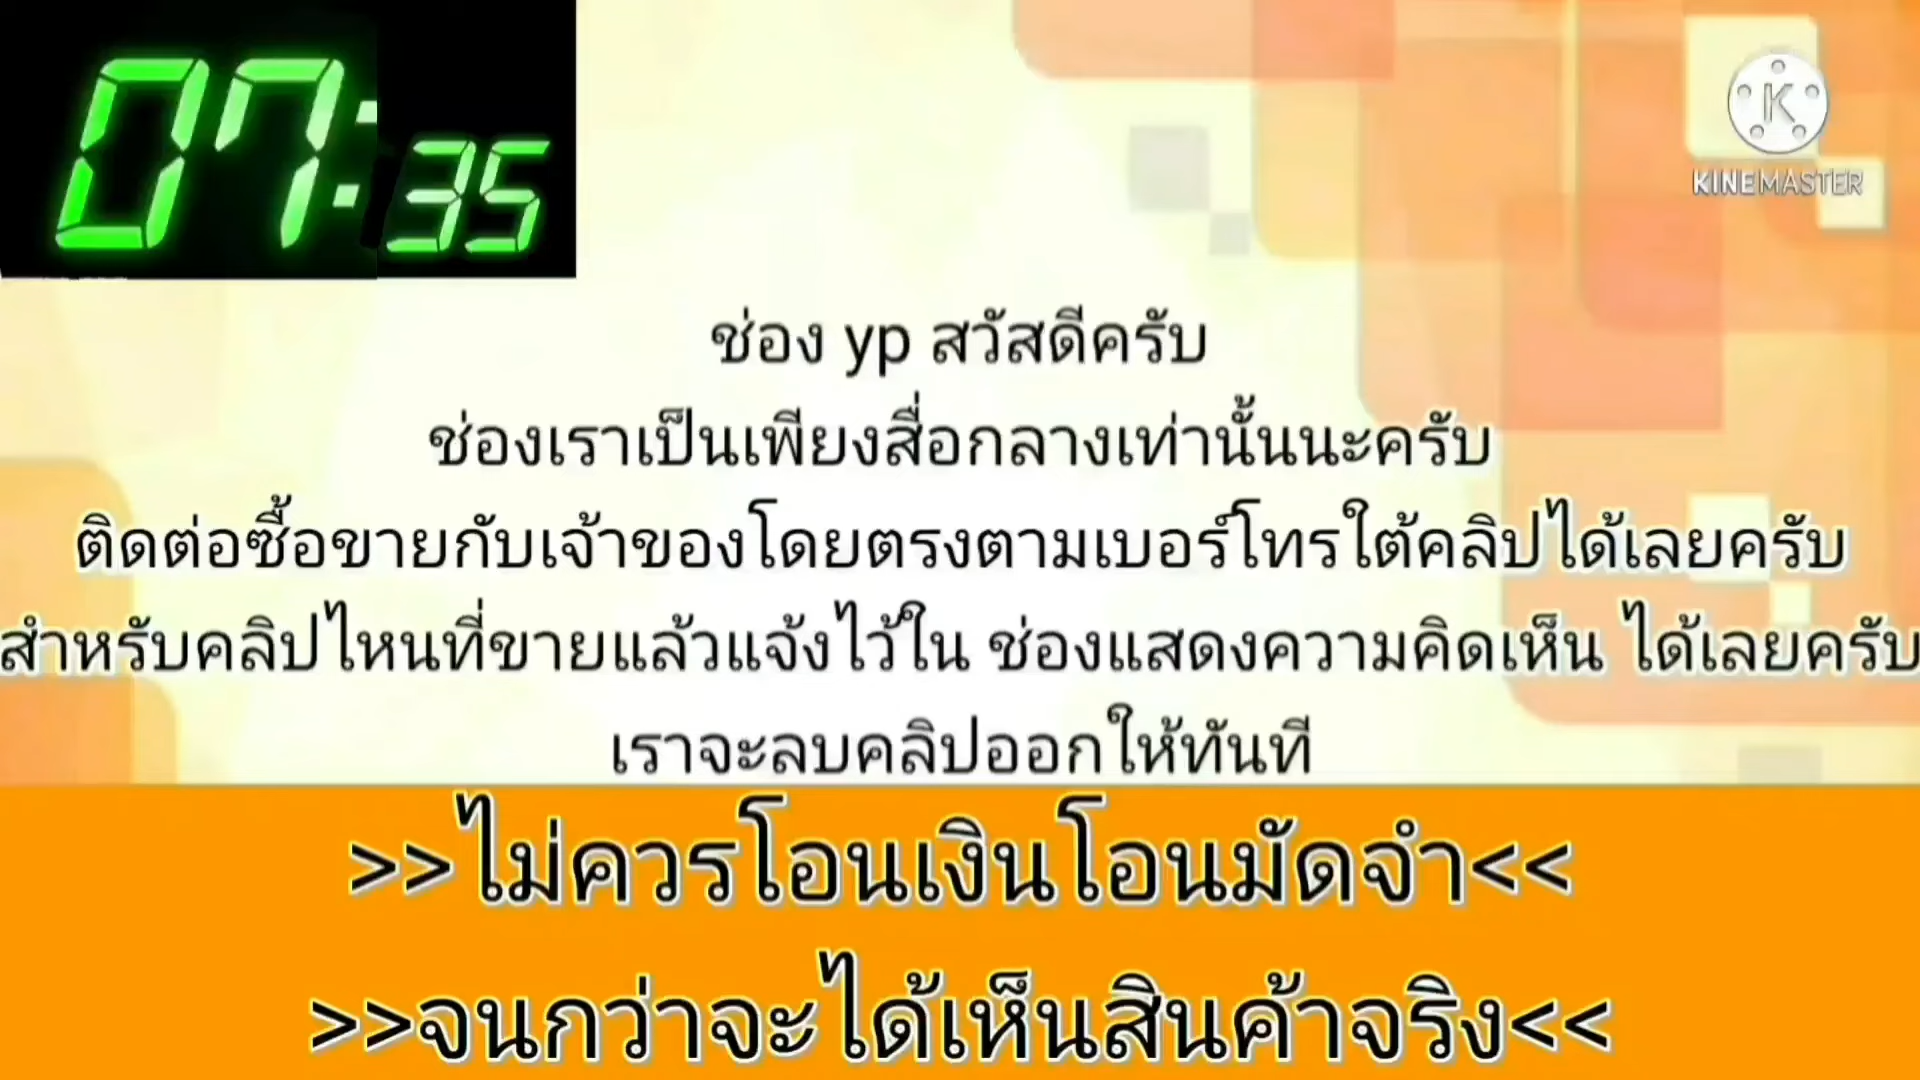 07:35
KINEMASTER
ช่อง yp สวัสดีครับ
ช่องเราเป็นเพียงสื่อกลางเท่านั้นนะครับ
ติดต่อซื้อขายกับเจ้าของโดยตรงตามเบอร์โทรใต้คลิปได้เลยครับ
สำหรับคลิปไหนที่ขายแล้วแจ้งไว้ใน ช่องแสดงความคิดเห็น ได้เลยครับ
เราจะลบคลิปออกให้ทันที
>>ไม่ควรโอนเงินโอนมัดจำ<<
>>จนกว่าจะได้เห็นสินค้าจริง<<